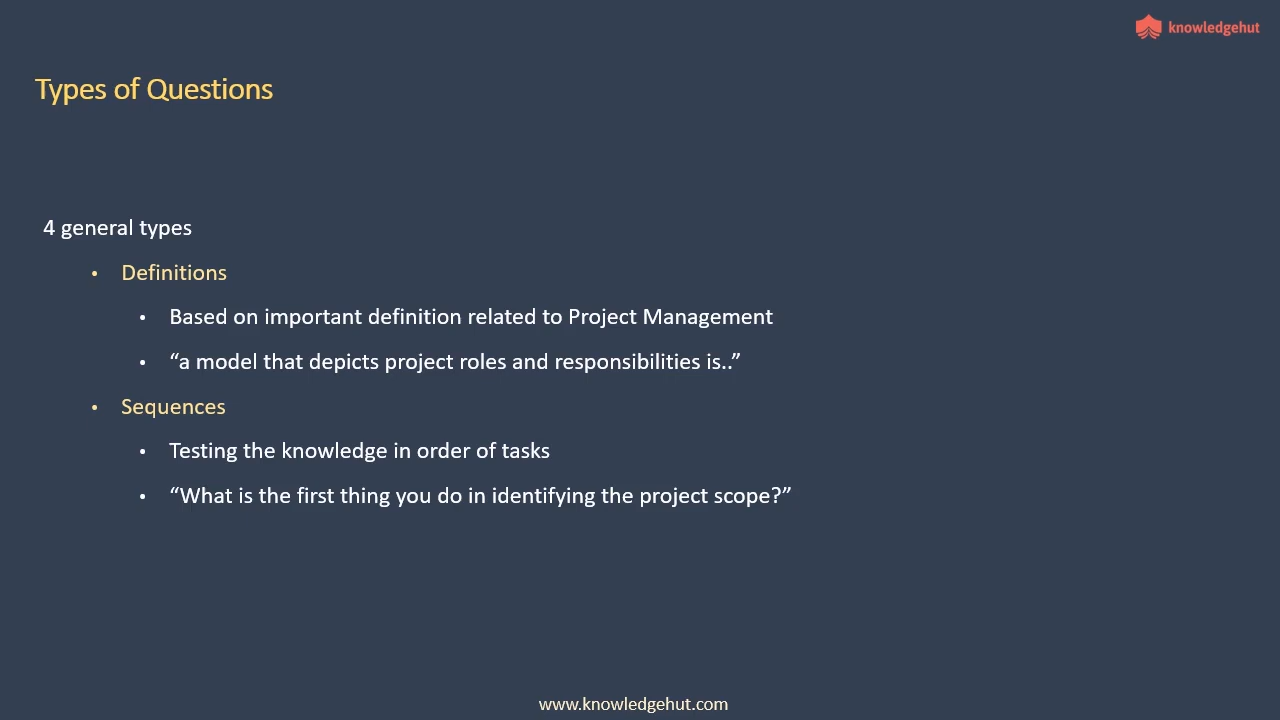 knowledgehut
Types of Questions
4 general types
• Definitions
• Based on important definition related to Project Management
• “a model that depicts project roles and responsibilities is..”
• Sequences
• Testing the knowledge in order of tasks
• “What is the first thing you do in identifying the project scope?”
www.knowledgehut.com